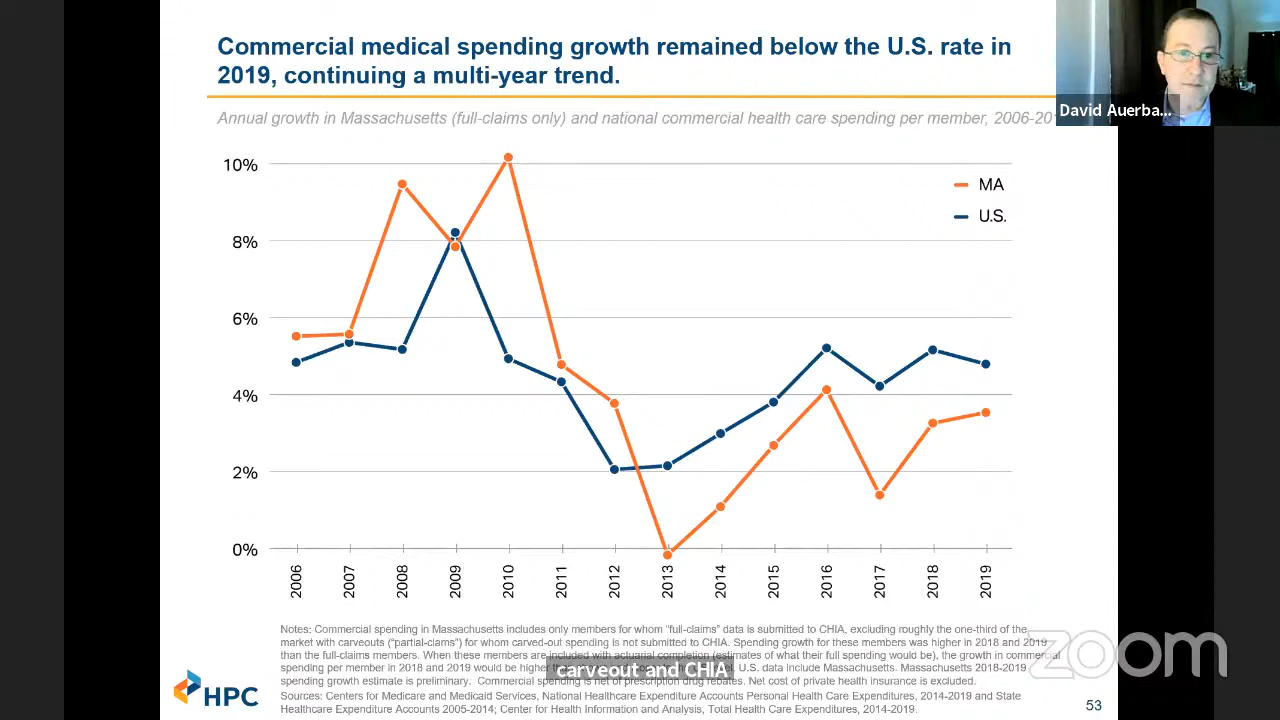 Commercial medical spending growth remained below the U.S. rate in
2019, continuing a multi-year trend.
David Auerba...
Annual growth in Massachusetts (full-claims only) and national commercial health care spending per member, 2006-20
10%
8%
6%
4%
2%
0%
MA
U.S.
2006 2007 2008 2009 2010 2011 2012 2013 2014 2015 2016 2017 2018 2019
Notes: Commercial spending in Massachusetts includes only members for whom "full-claims" data is submitted to CHIA, excluding roughly the one-third of the
market with carveouts ("partial-clams") for whom carved-out spending is not submitted to CHIA. Spending growth for these members was higher in 2018 and 2019
than the full-claims members. When these members are included with actuarial completion (estimates of what their full spending would be), the growth in commercial
spending per member in 2018 and 2019 would be higher U.S. data include Massachusetts. Massachusetts 2018-2019
spending growth estimate is preliminary. Commercial spending is net of prescription drug rebates. Net cost of private health insurance is excluded.
carveout and CHIA
zoom
Sources: Centers for Medicare and Medicaid Services, National Healthcare Expenditure Accounts Personal Health Care Expenditures, 2014-2019 and State
Healthcare Expenditure Accounts 2005-2014; Center for Health Information and Analysis, Total Health Care Expenditures, 2014-2019.
HPC
53